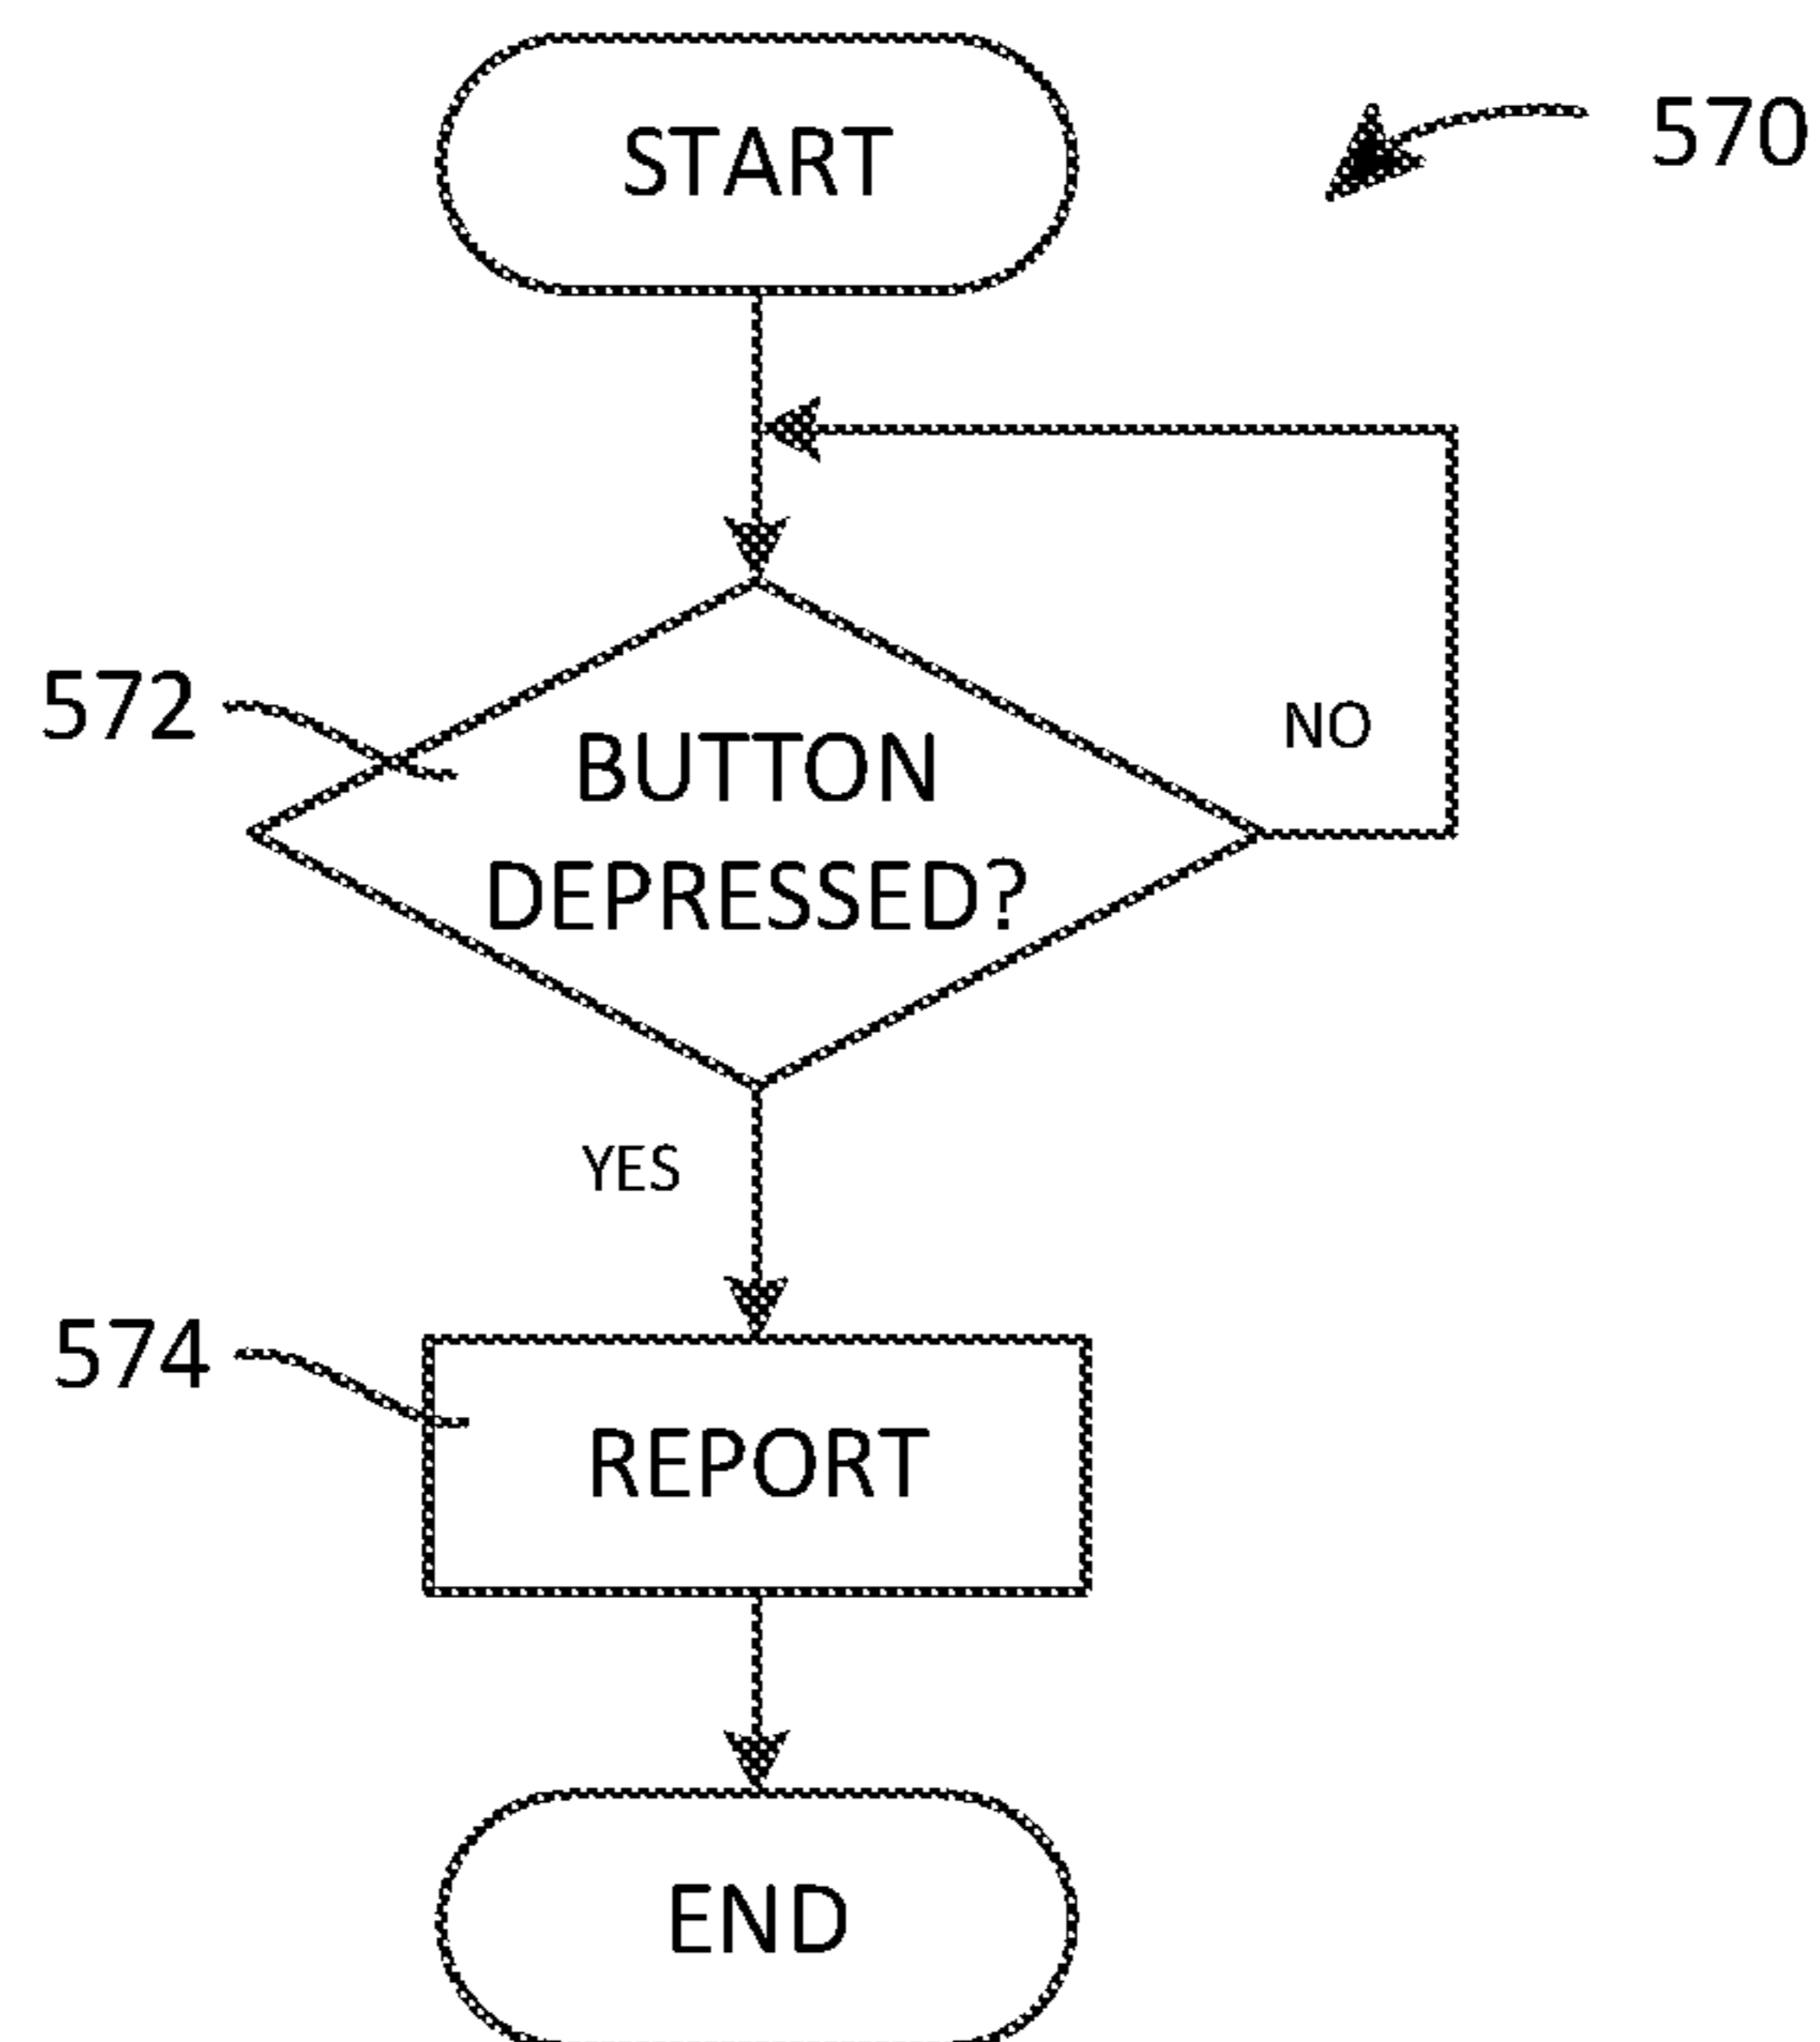 START
570
572
BUTTON
DEPRESSED?
NO
YES
574
REPORT
END